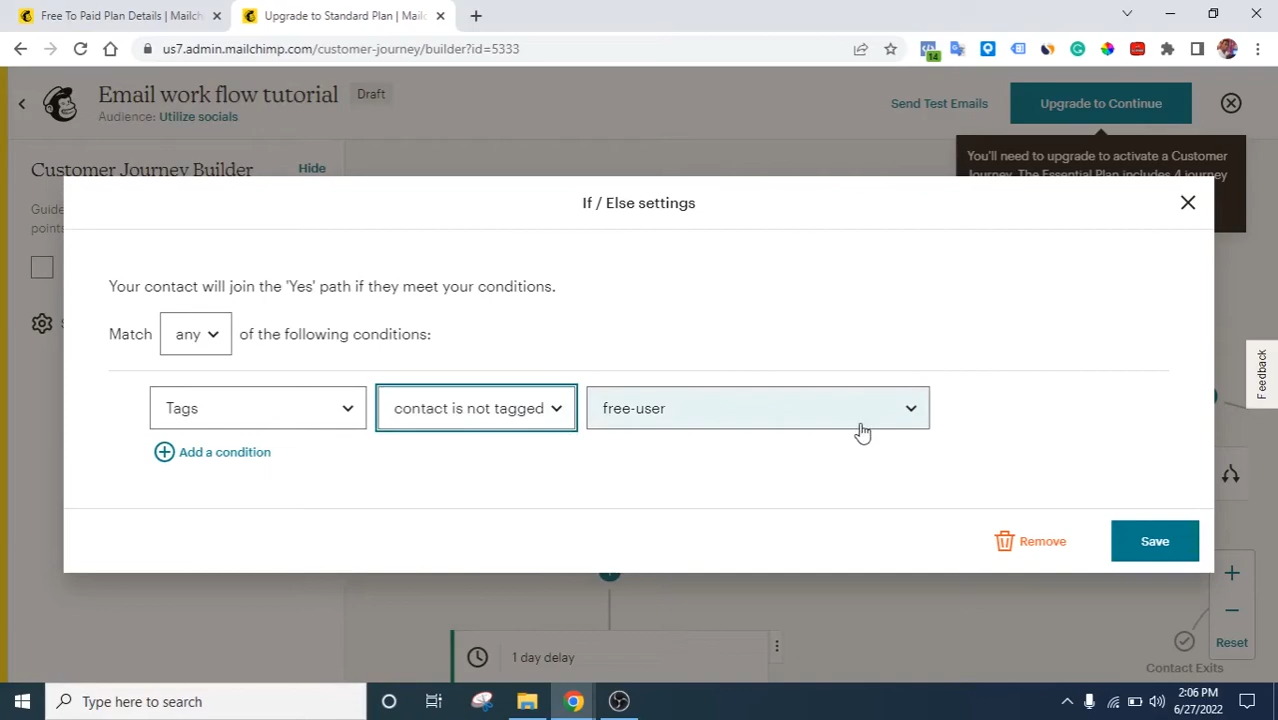 Free To Paid Plan Details | Mailch
Upgrade to Standard Plan | Mailc
us7.admin.mailchimp.com/customer-journey/builder?id=5333
14
Email work flow tutorial
Draft
Audience: Utilize socials
Send Test Emails
Upgrade to Continue
You'll need to upgrade to activate a Customer
Journey. The Essential Plan includes 4 journey
Customer Journey Builder
Hide
Guide
points
If / Else settings
Your contact will join the 'Yes' path if they meet your conditions.
Match any of the following conditions:
Tags
contact is not tagged
free-user
Add a condition
Remove
Save
Feedback
1 day delay
Reset
Contact Exits
Type here to search
2:06 PM
6/27/2022